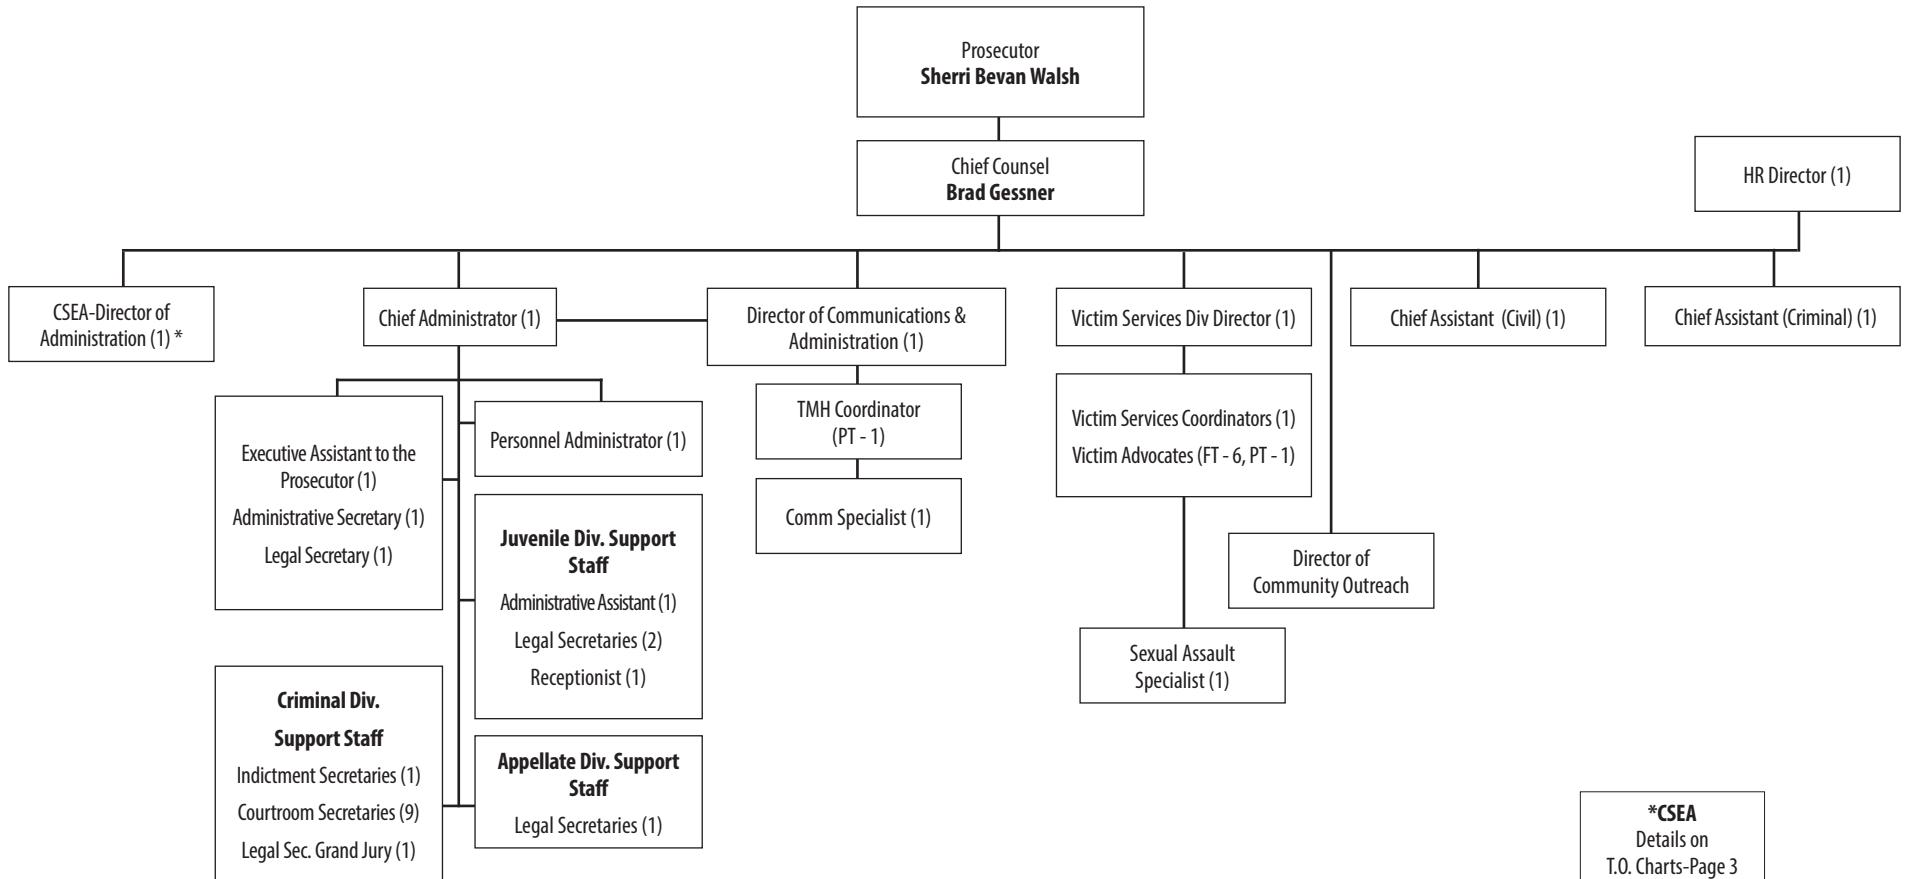 Prosecutor
Sherri Bevan Walsh
Chief Counsel
Brad Gessner
HR Director (1)
CSEA-Director of
Administration (1) *
Chief Administrator (1)
Director of Communications &
Administration (1)
Victim Services Div Director (1)
Chief Assistant (Civil) (1)
Chief Assistant (Criminal) (1)
Executive Assistant to the
Prosecutor (1)
Administrative Secretary (1)
Legal Secretary (1)
Personnel Administrator (1)
TMH Coordinator
(PT - 1)
Comm Specialist (1)
Victim Services Coordinators (1)
Victim Advocates (FT - 6, PT - 1)
Juvenile Div. Support
Staff
Administrative Assistant (1)
Legal Secretaries (2)
Receptionist (1)
Director of
Community Outreach
Sexual Assault
Specialist (1)
Criminal Div.
Support Staff
Indictment Secretaries (1)
Courtroom Secretaries (9)
Legal Sec. Grand Jury (1)
Appellate Div. Support
Staff
Legal Secretaries (1)
*CSEA
Details on
T.O. Charts-Page 3